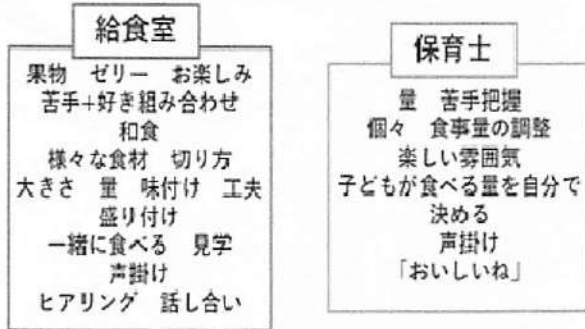 給食室
果物 ゼリー お楽しみ
苦手+好き組み合わせ
和食
様々な食材 切り方
大きさ 量 味付け 工夫
盛り付け
一緒に食べる 見学
声掛け
ヒアリング 話し合い
保育士
量 苦手把握
個々 食事量の調整
楽しい雰囲気
子どもが食べる量を自分で
決める
声掛け
「おいしいね」